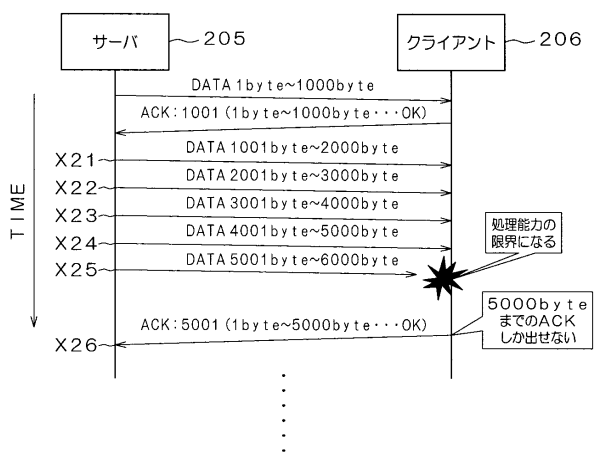 サーバ 205 クライアント 206
DATA 1byte~1000byte
ACK:1001 (1byte~1000byte・・・OK)
X21 DATA 1001byte~2000byte
X22 DATA 2001byte~3000byte
X23 DATA 3001byte~4000byte
X24 DATA 4001byte~5000byte
X25 DATA 5001byte~6000byte
TIME
処理能力の
限界になる
X26 ACK:5001 (1byte~5000byte・・・OK)
5000byte
までのACK
しか出せない